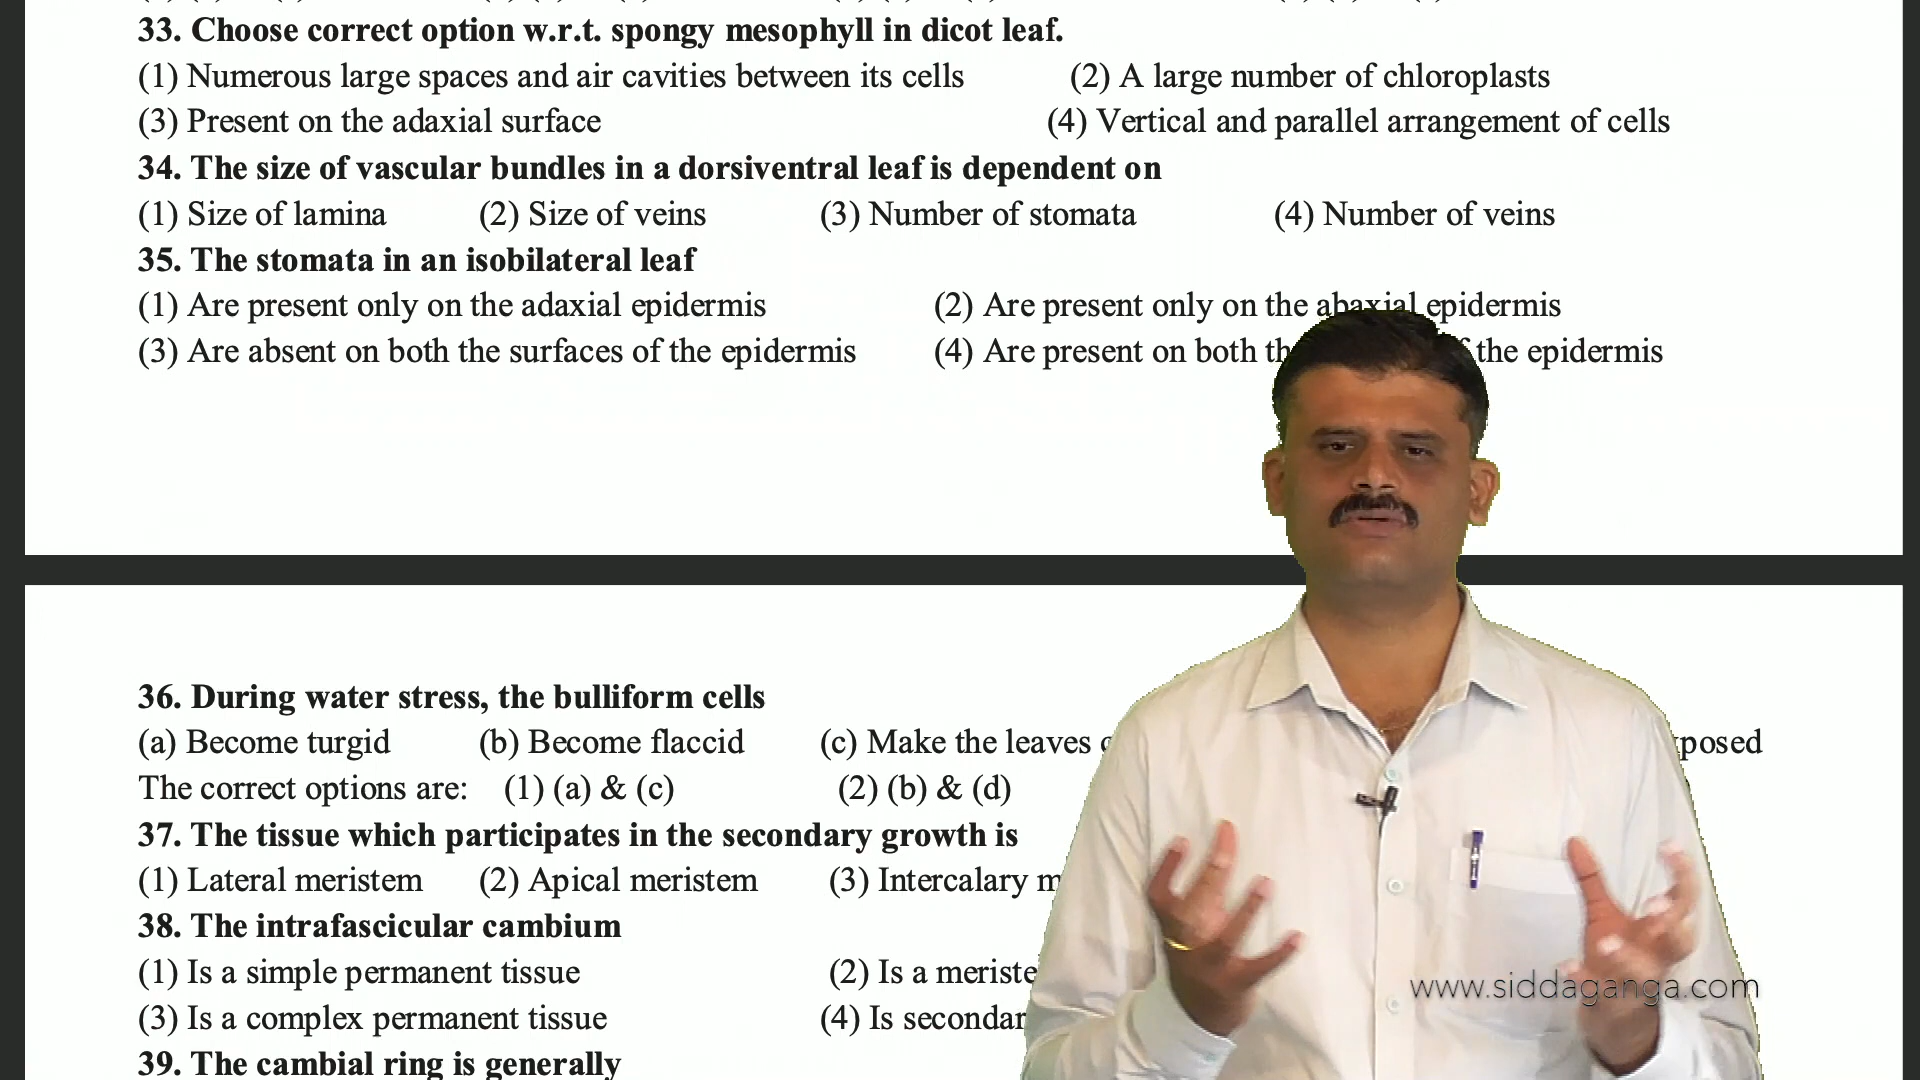 33. Choose correct option w.r.t. spongy mesophyll in dicot leaf.
(1) Numerous large spaces and air cavities between its cells (2) A large number of chloroplasts
(3) Present on the adaxial surface (4) Vertical and parallel arrangement of cells
34. The size of vascular bundles in a dorsiventral leaf is dependent on
(1) Size of lamina (2) Size of veins (3) Number of stomata (4) Number of veins
35. The stomata in an isobilateral leaf
(1) Are present only on the adaxial epidermis (2) Are present only on the abaxial epidermis
(3) Are absent on both the surfaces of the epidermis (4) Are present on both the epidermis
36. During water stress, the bulliform cells
(a) Become turgid (b) Become flaccid (c) Make the leaves
The correct options are: (1) (a) & (c) (2) (b) & (d)
37. The tissue which participates in the secondary growth is
(1) Lateral meristem (2) Apical meristem (3) Intercalary
38. The intrafascicular cambium
(1) Is a simple permanent tissue (2) Is a
(3) Is a complex permanent tissue (4) Is
www.siddaganga.com
39. The cambial ring is generally